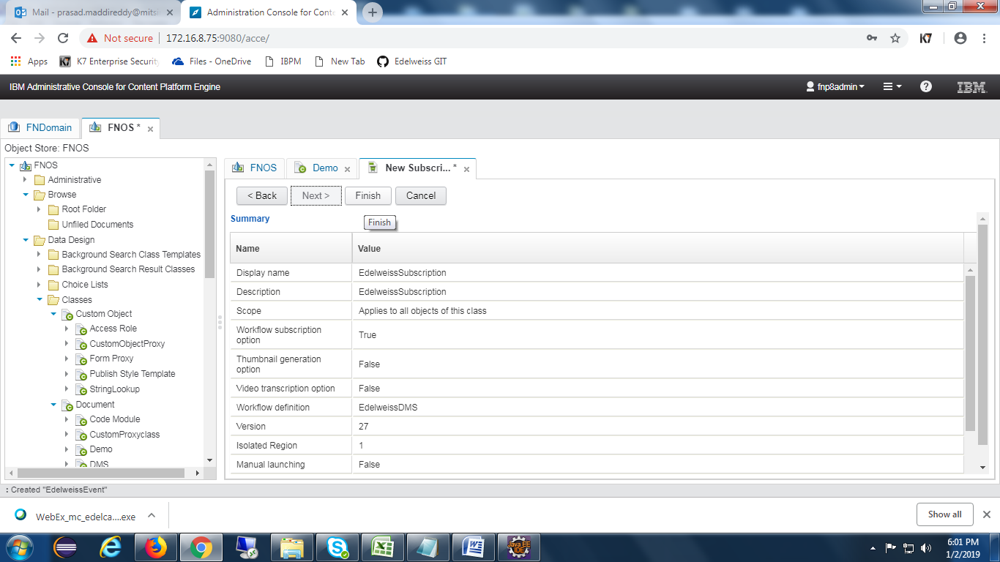 Mail - prasad.maddireddy@mitsi
Administration Console for Conte
Not secure
172.16.8.75:9080/acce/
K7
Apps
K7 Enterprise Security
Files - OneDrive
IBPM
New Tab
Edelweiss GIT
IBM Administrative Console for Content Platform Engine
fnp8admin
IBM
FNDomain
FNOS *
Object Store: FNOS
FNOS
Administrative
Browse
Root Folder
Unfiled Documents
Data Design
Background Search Class Templates
Background Search Result Classes
Choice Lists
Classes
Custom Object
Access Role
CustomObjectProxy
Form Proxy
Publish Style Template
StringLookup
Document
Code Module
CustomProxyclass
Demo
DMS
FNOS
Demo
New Subscri... *
< Back
Next >
Finish
Cancel
Summary
Finish
Name
Value
Display name
EdelweissSubscription
Description
EdelweissSubscription
Scope
Applies to all objects of this class
Workflow subscription
option
True
Thumbnail generation
option
False
Video transcription option
False
Workflow definition
EdelweissDMS
Version
27
Isolated Region
1
Manual launching
False
: Created "EdelweissEvent"
WebEx_mc_edelca....exe
Show all
Java EE
IDE
6:01 PM
1/2/2019